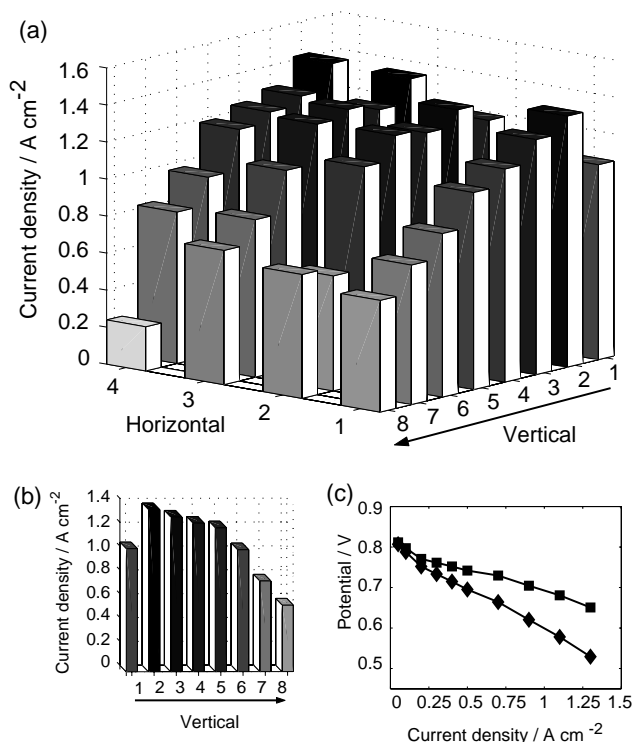 (a)
Current density / A cm-2
1.6
1.4
1.2
1
0.8
0.6
0.4
0.2
0
4
3
2
1
Horizontal
8
7
6
5
4
3
2
1
Vertical
(b)
Current density / A cm-2
1.4
1.2
1.0
0.8
0.6
0.4
0.2
0
1 2 3 4 5 6 7 8
Vertical
(c)
Potential / V
0.9
0.8
0.7
0.6
0.5
0 0.25 0.5 0.75 1 1.25 1.5
Current density / A cm-2